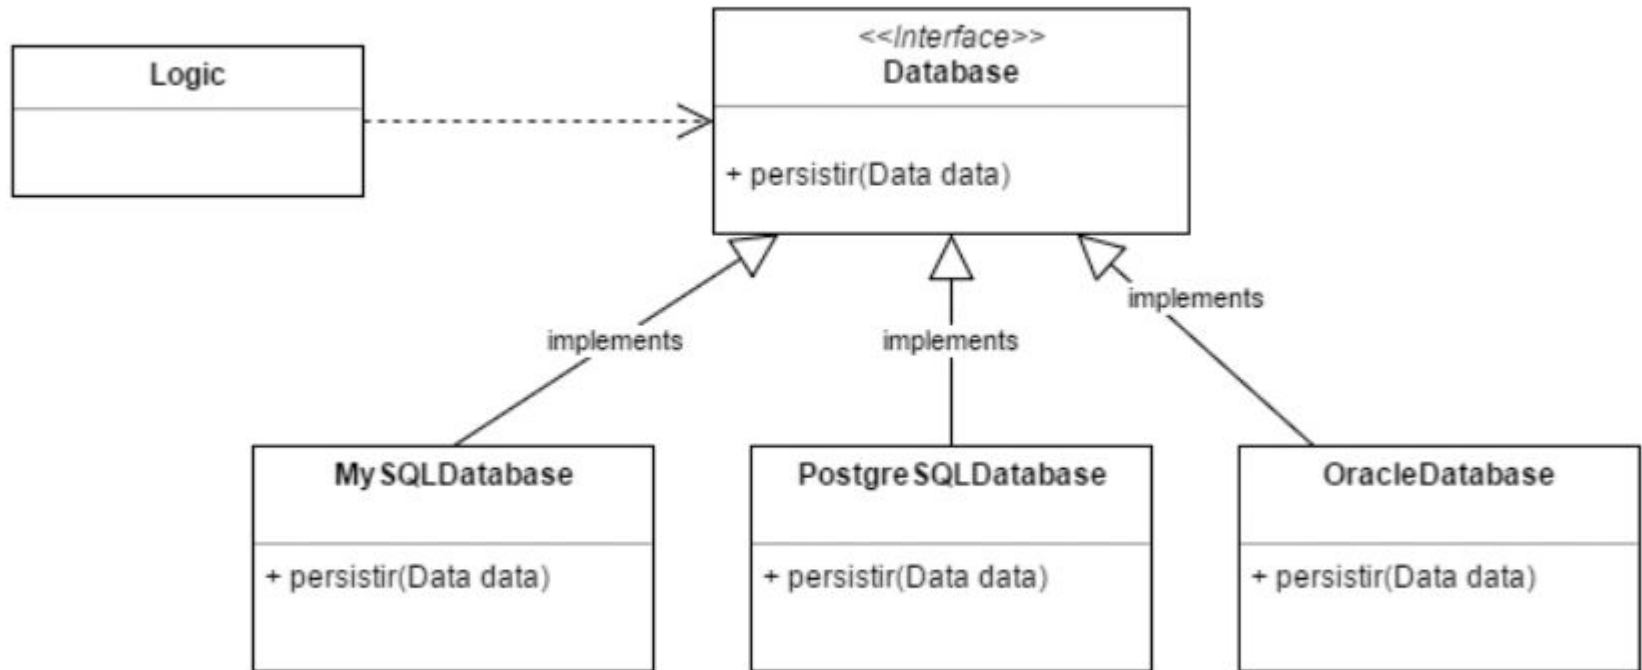 Logic
<<Interface>>
Database
+ persistir(Data data)
implements
implements
implements
MySQLDatabase
PostgreSQLDatabase
OracleDatabase
+ persistir(Data data)
+ persistir(Data data)
+ persistir(Data data)